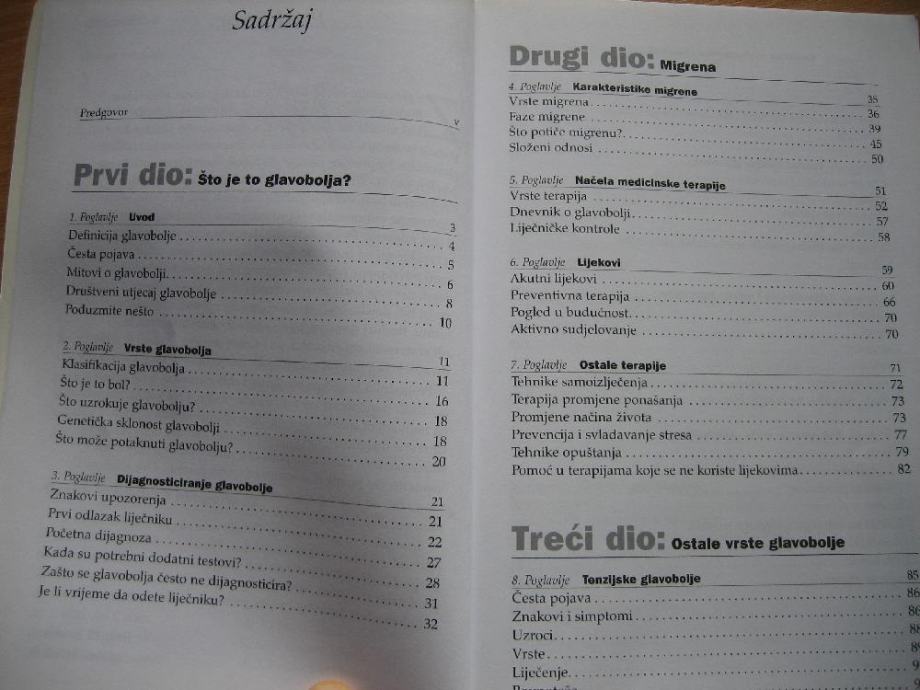 Sadržaj
Predgovor v
Prvi dio: Što je to glavobolja?
1. Poglavlje Uvod 3
Definicija glavobolje 4
Česta pojava 5
Mitovi o glavobolji 6
Društveni utjecaj glavobolje 8
Poduzmite nešto 10
2. Poglavlje Vrste glavobolja 11
Klasifikacija glavobolja 11
Što je to bol? 16
Što uzrokuje glavobolju? 18
Genetička sklonost glavobolji 18
Što može potaknuti glavobolju? 20
3. Poglavlje Dijagnosticiranje glavobolje 21
Znakovi upozorenja 21
Prvi odlazak liječniku 22
Početna dijagnoza 27
Kada su potrebni dodatni testovi? 28
Zašto se glavobolja često ne dijagnosticira? 31
Je li vrijeme da odete liječniku? 32
Drugi dio: Migrena
4. Poglavlje Karakteristike migrene 35
Vrste migrena 36
Faze migrene 39
Što potiče migrenu? 45
Složeni odnosi 50
5. Poglavlje Načela medicinske terapije 51
Vrste terapija 52
Dnevnik o glavobolji 57
Liječničke kontrole 58
6. Poglavlje Lijekovi 59
Akutni lijekovi 60
Preventivna terapija 66
Pogled u budućnost 70
Aktivno sudjelovanje 70
7. Poglavlje Ostale terapije 71
Tehnike samoizlječenja 72
Terapija promjene ponašanja 73
Promjene načina života 73
Prevencija i svladavanje stresa 77
Tehnike opuštanja 79
Pomoć u terapijama koje se ne koriste lijekovima 82
Treći dio: Ostale vrste glavobolje
8. Poglavlje Tenzijske glavobolje 85
Česta pojava 86
Znakovi i simptomi 86
Uzroci 88
Vrste 89
Liječenje